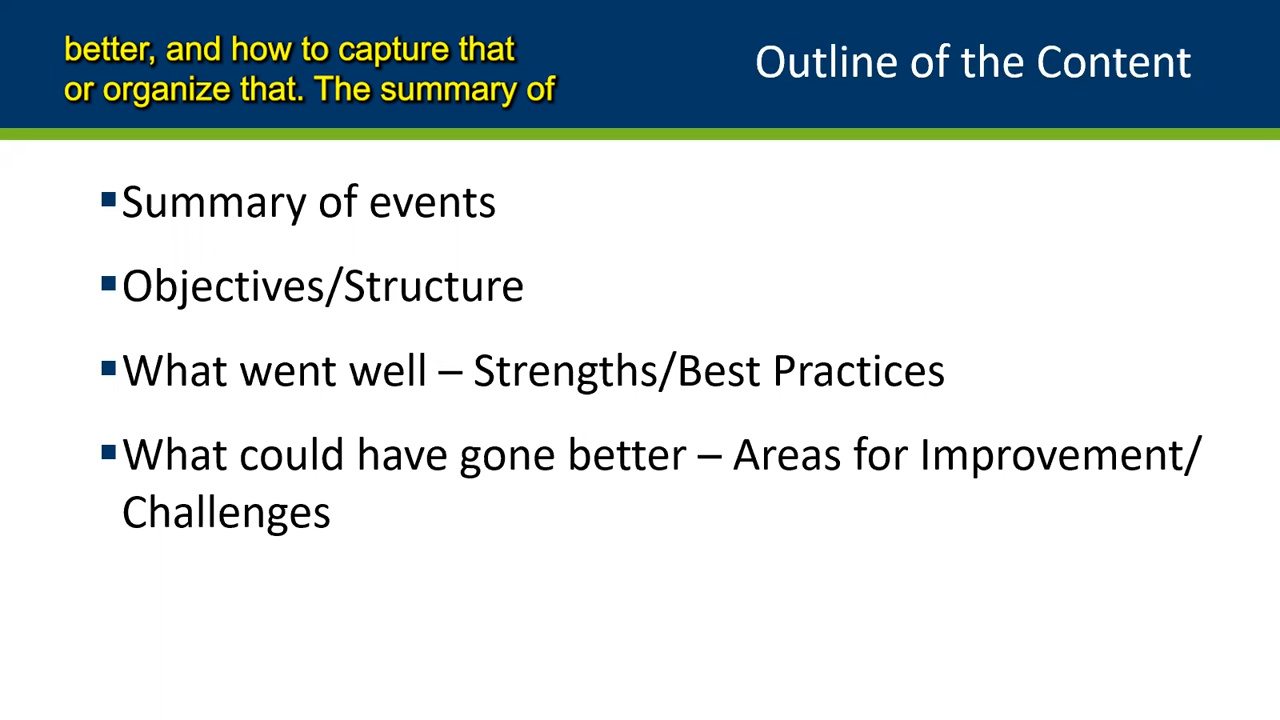 better, and how to capture that
or organize that. The summary of
Outline of the Content
▪Summary of events
▪Objectives/Structure
▪What went well – Strengths/Best Practices
▪What could have gone better – Areas for Improvement/
Challenges